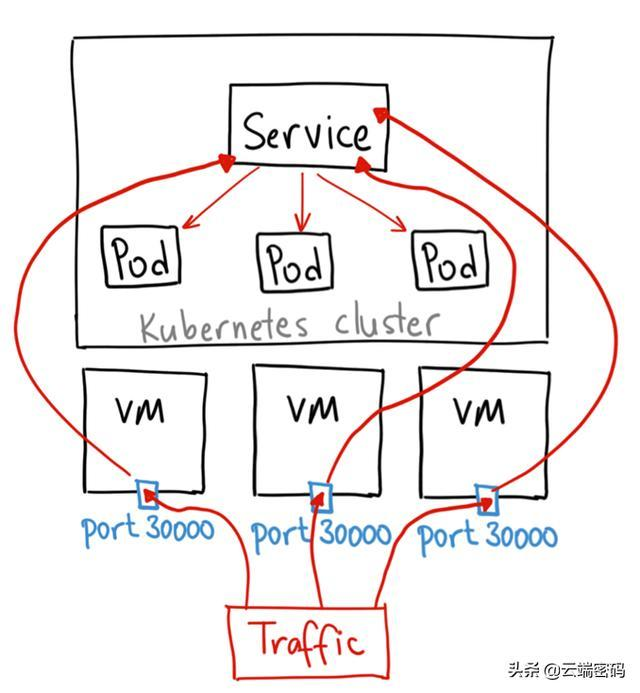 Service
Pod Pod Pod
Kubernetes cluster
VM VM VM
port 30000 port 30000 port 30000
Traffic
头条 @云端密码